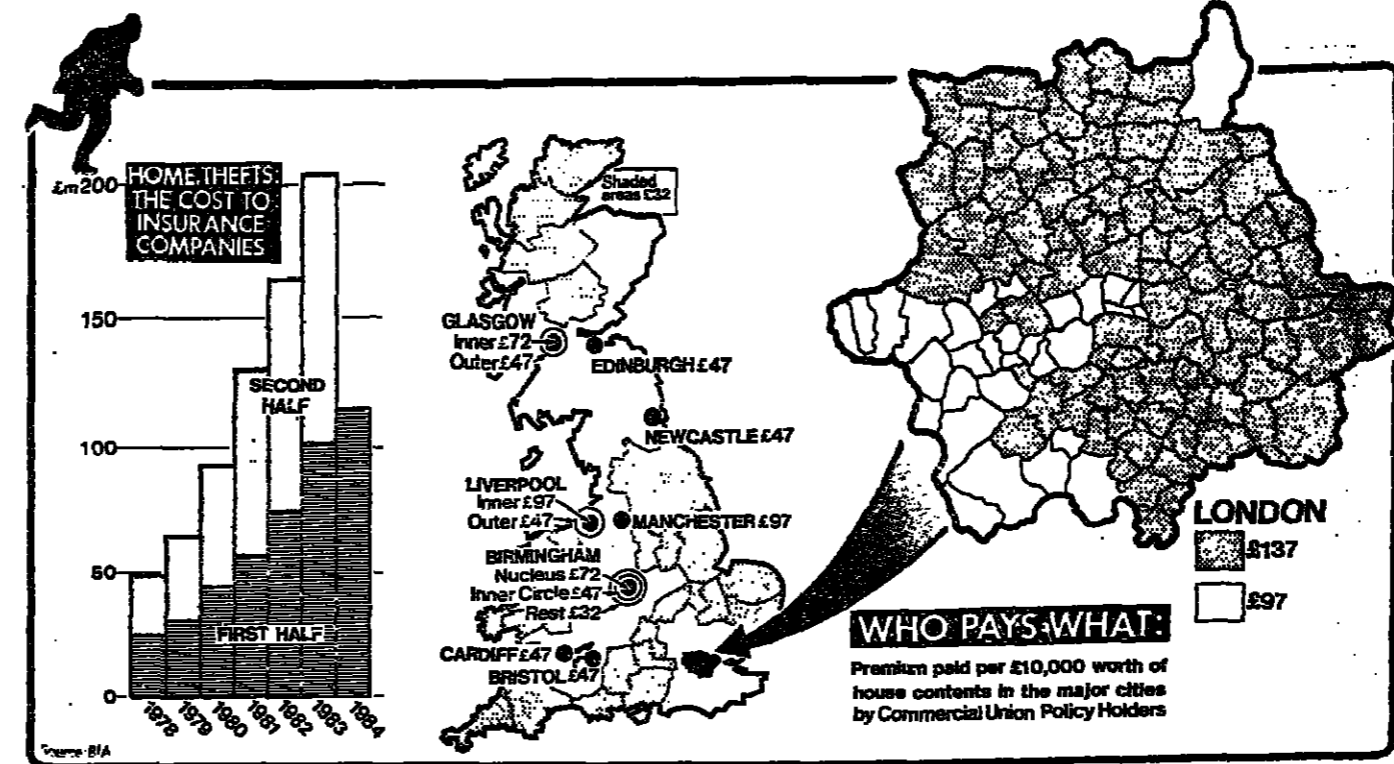 HOME THEFTS:
THE COST TO
INSURANCE
COMPANIES
£m200
150
100
50
0
SECOND
HALF
FIRST HALF
1978
1979
1980
1981
1982
1983
1984
Source: BIA
Shaded
areas £32
GLASGOW
Inner £72
Outer £47
EDINBURGH £47
NEWCASTLE £47
LIVERPOOL
Inner £97
Outer £47
MANCHESTER £97
BIRMINGHAM
Nucleus £72
Inner Circle £47
Rest £32
CARDIFF £47
BRISTOL £47
LONDON
£137
£97
WHO PAYS WHAT:
Premium paid per £10,000 worth of
house contents in the major cities
by Commercial Union Policy Holders